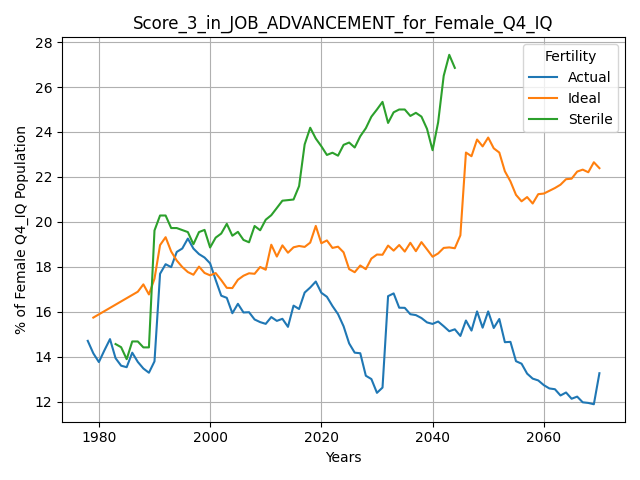 Score_3_in_JOB_ADVANCEMENT_for_Female_Q4_IQ
28
26
24
22
20
18
16
14
12
% of Female Q4_IQ Population
Fertility
Actual
Ideal
Sterile
1980
2000
2020
2040
2060
Years